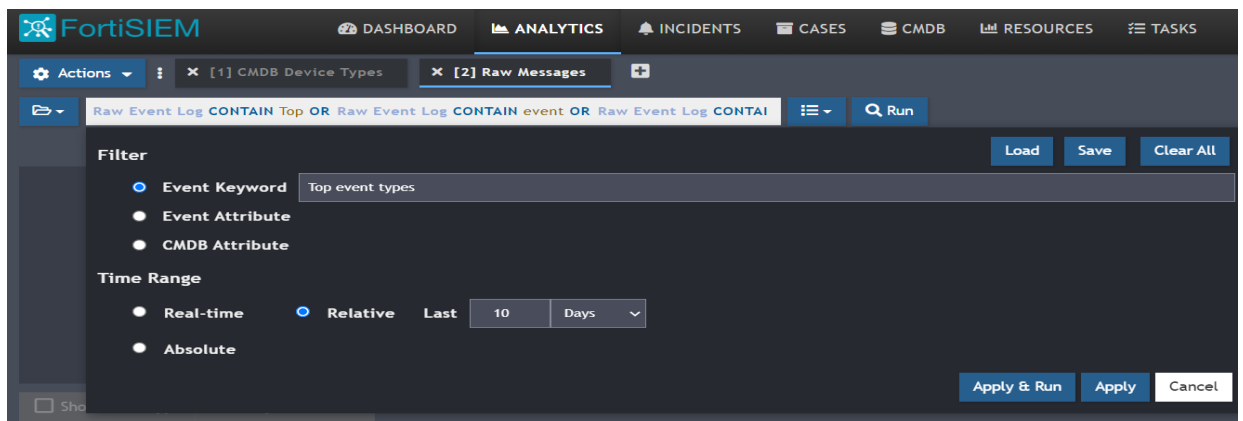 FortiSIEM DASHBOARD ANALYTICS INCIDENTS CASES CMDB RESOURCES TASKS
Actions [1] CMDB Device Types [2] Raw Messages
Raw Event Log CONTAIN Top OR Raw Event Log CONTAIN event OR Raw Event Log CONTAI Run
Filter Load Save Clear All
Event Keyword Top event types
Event Attribute
CMDB Attribute
Time Range
Real-time Relative Last 10 Days
Absolute
Apply & Run Apply Cancel
Sho